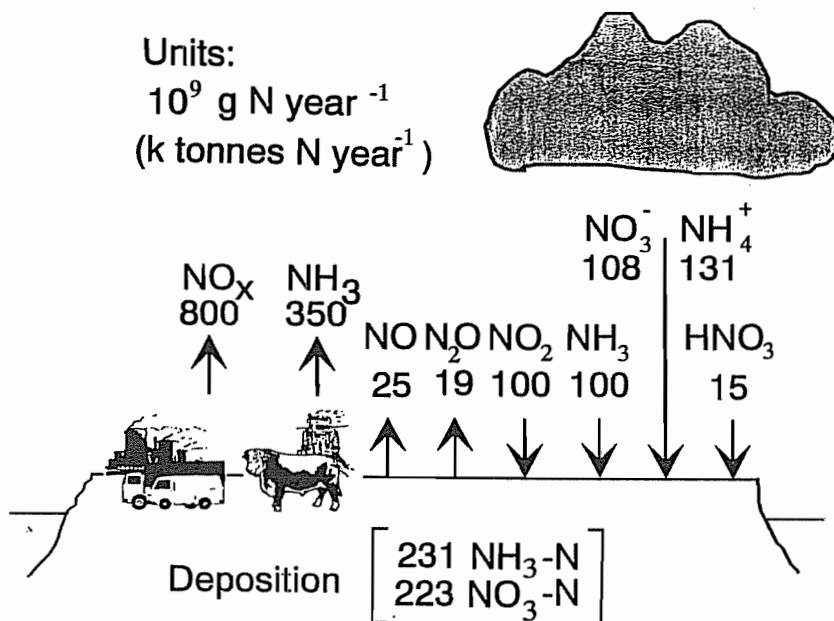 Units:
10⁹ g N year ⁻¹
(k tonnes N year⁻¹ )
NO₃⁻ NH₄⁺
108 131
NOₓ NH₃
800 350
NO N₂O NO₂ NH₃ HNO₃
25 19 100 100 15
Deposition
231 NH₃-N
223 NO₃-N